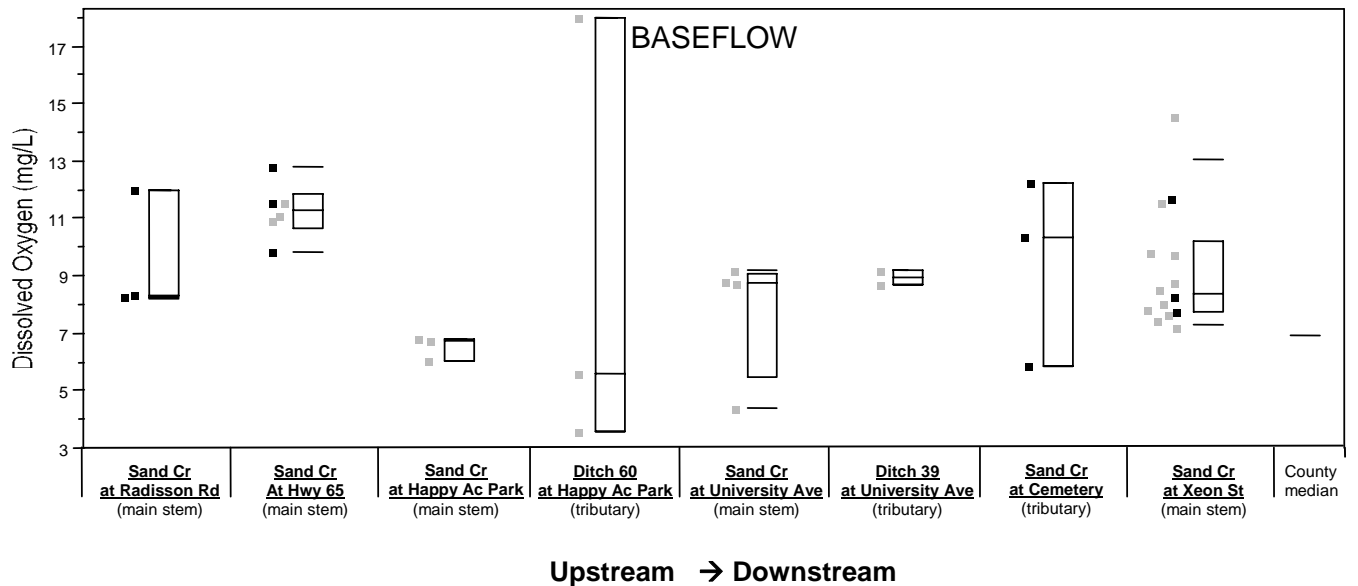 BASEFLOW
Dissolved Oxygen (mg/L)
17
15
13
11
9
7
5
3
Sand Cr
at Radisson Rd
(main stem)
Sand Cr
At Hwy 65
(main stem)
Sand Cr
at Happy Ac Park
(main stem)
Ditch 60
at Happy Ac Park
(tributary)
Sand Cr
at University Ave
(main stem)
Ditch 39
at University Ave
(tributary)
Sand Cr
at Cemetery
(tributary)
Sand Cr
at Xeon St
(main stem)
County
median
Upstream → Downstream